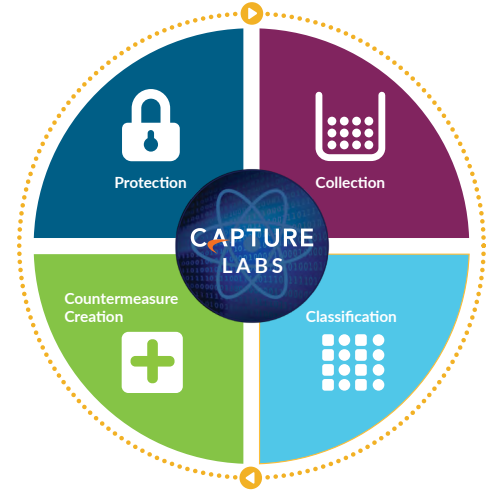 Protection
Collection
CAPTURE
LABS
Countermeasure
Creation
Classification